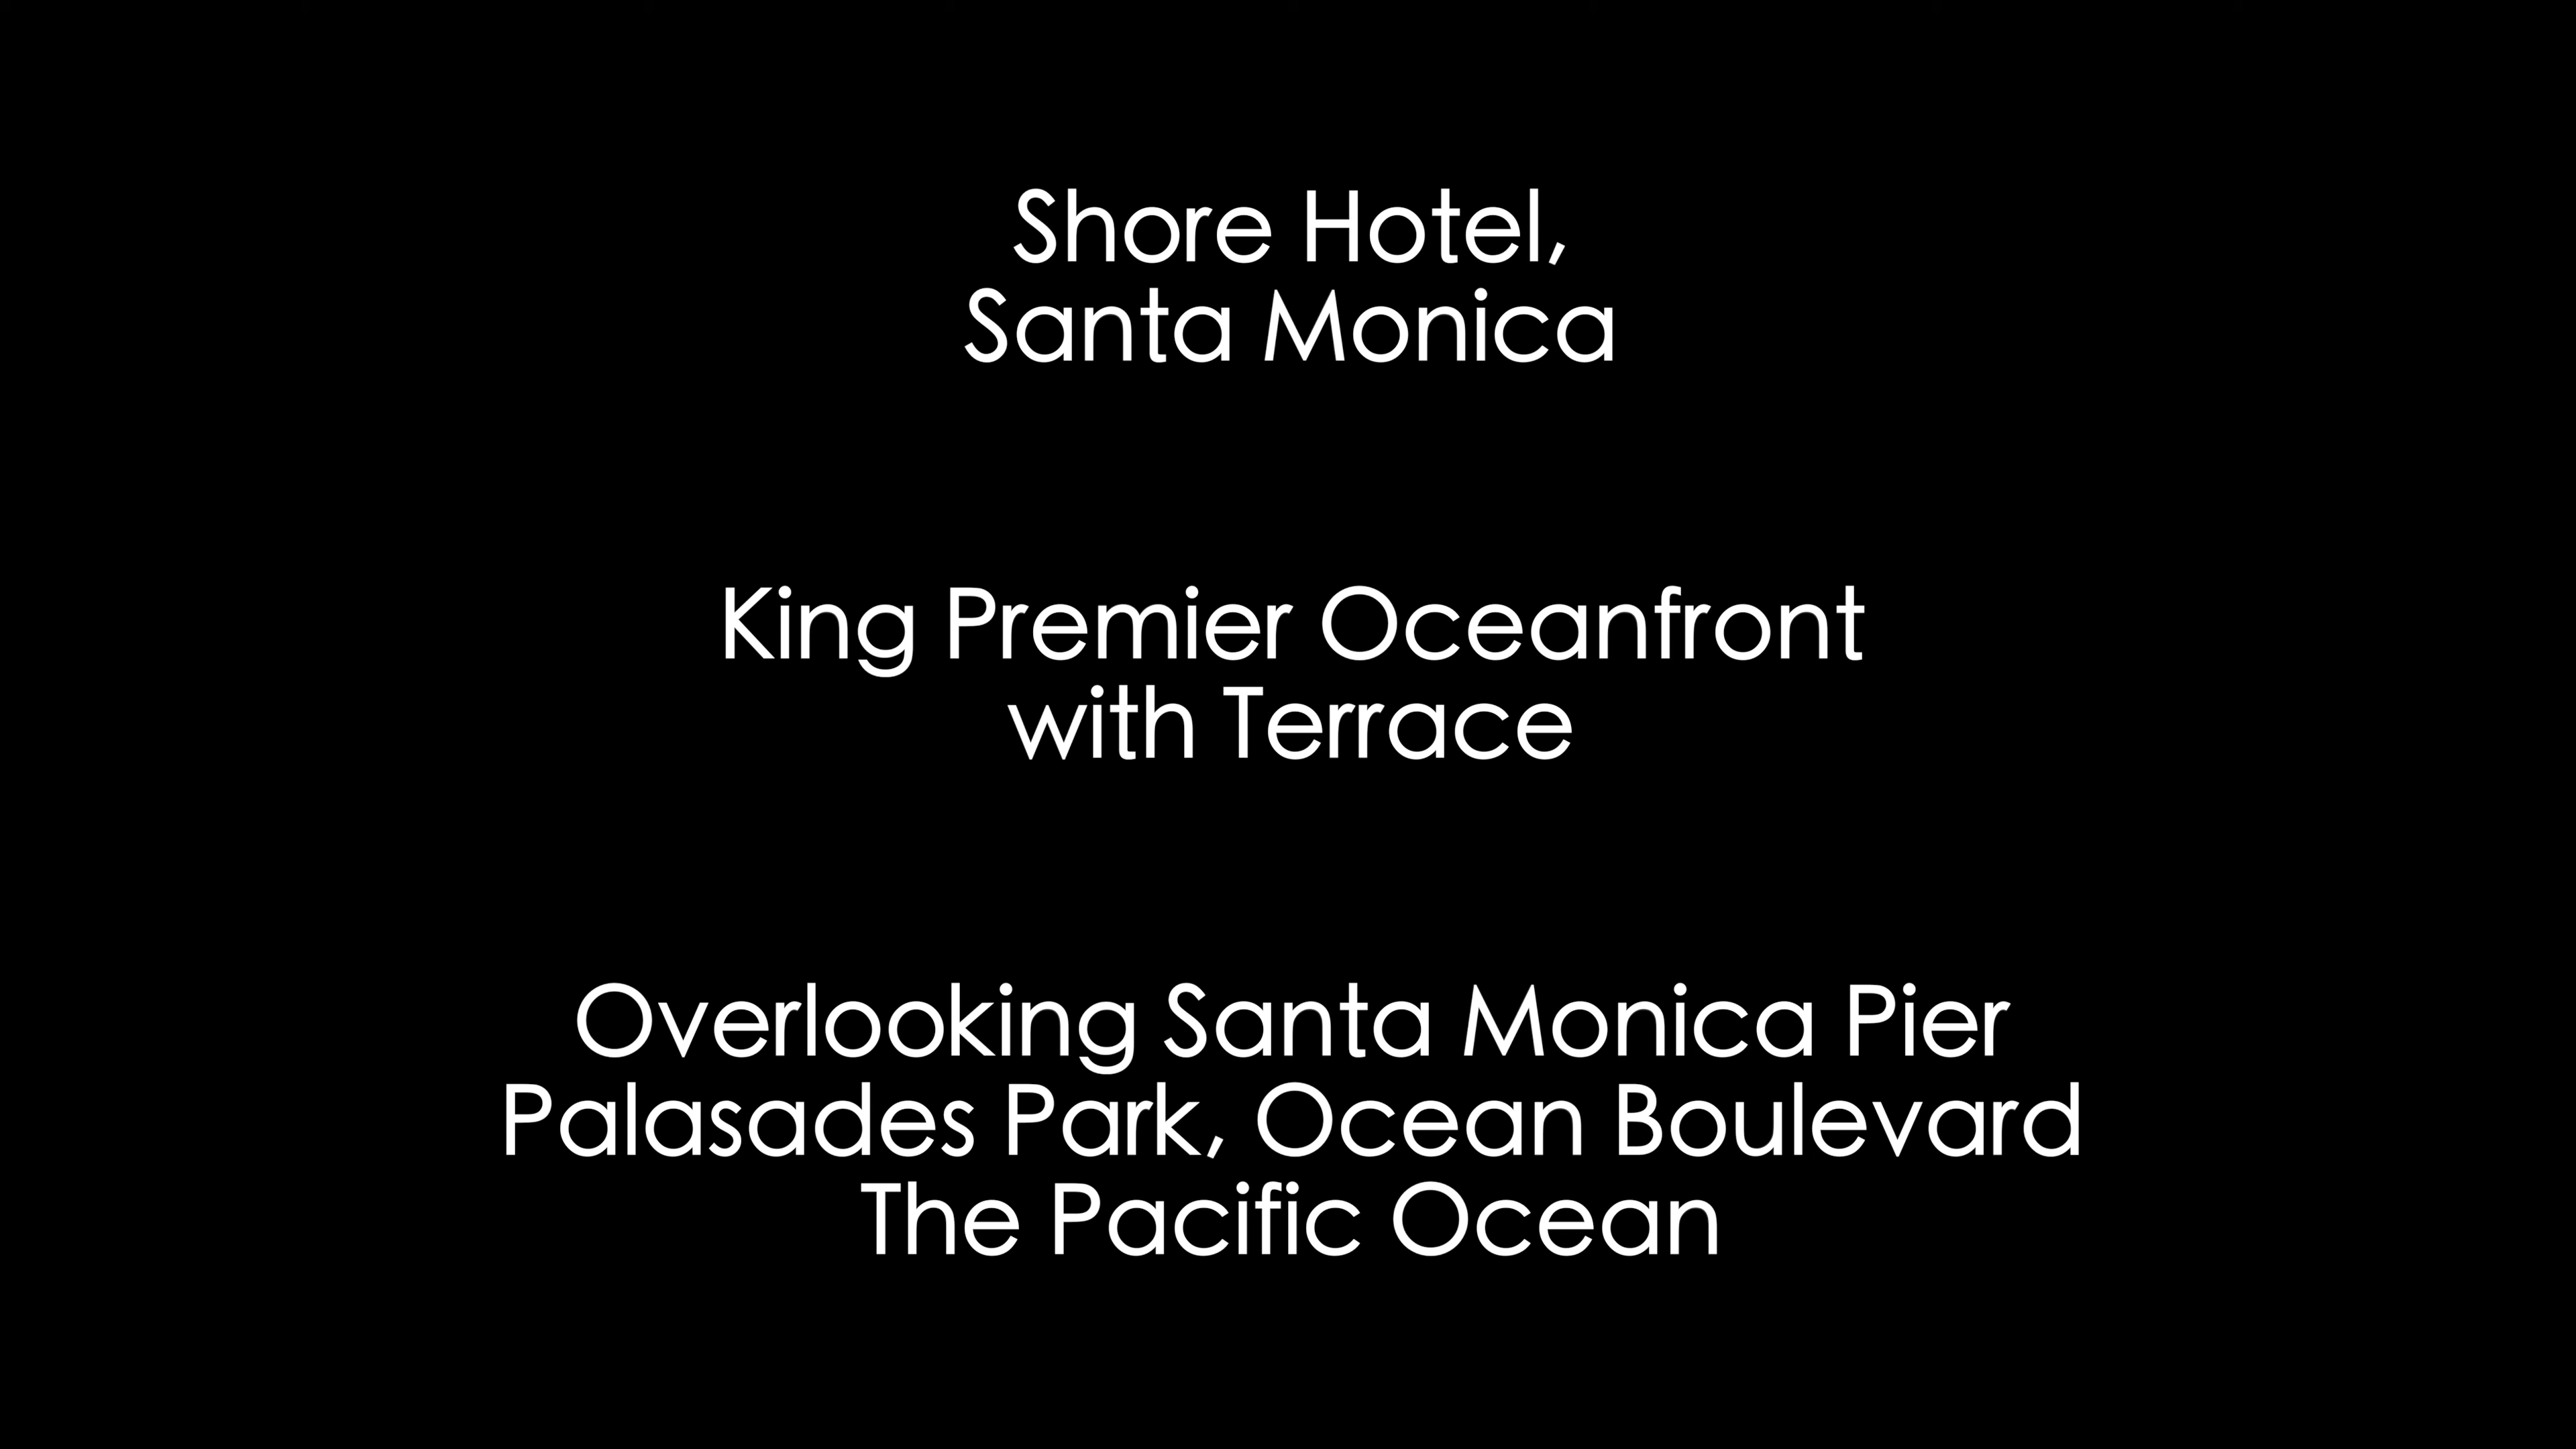 Shore Hotel,
Santa Monica
King Premier Oceanfront
with Terrace
Overlooking Santa Monica Pier
Palasades Park, Ocean Boulevard
The Pacific Ocean